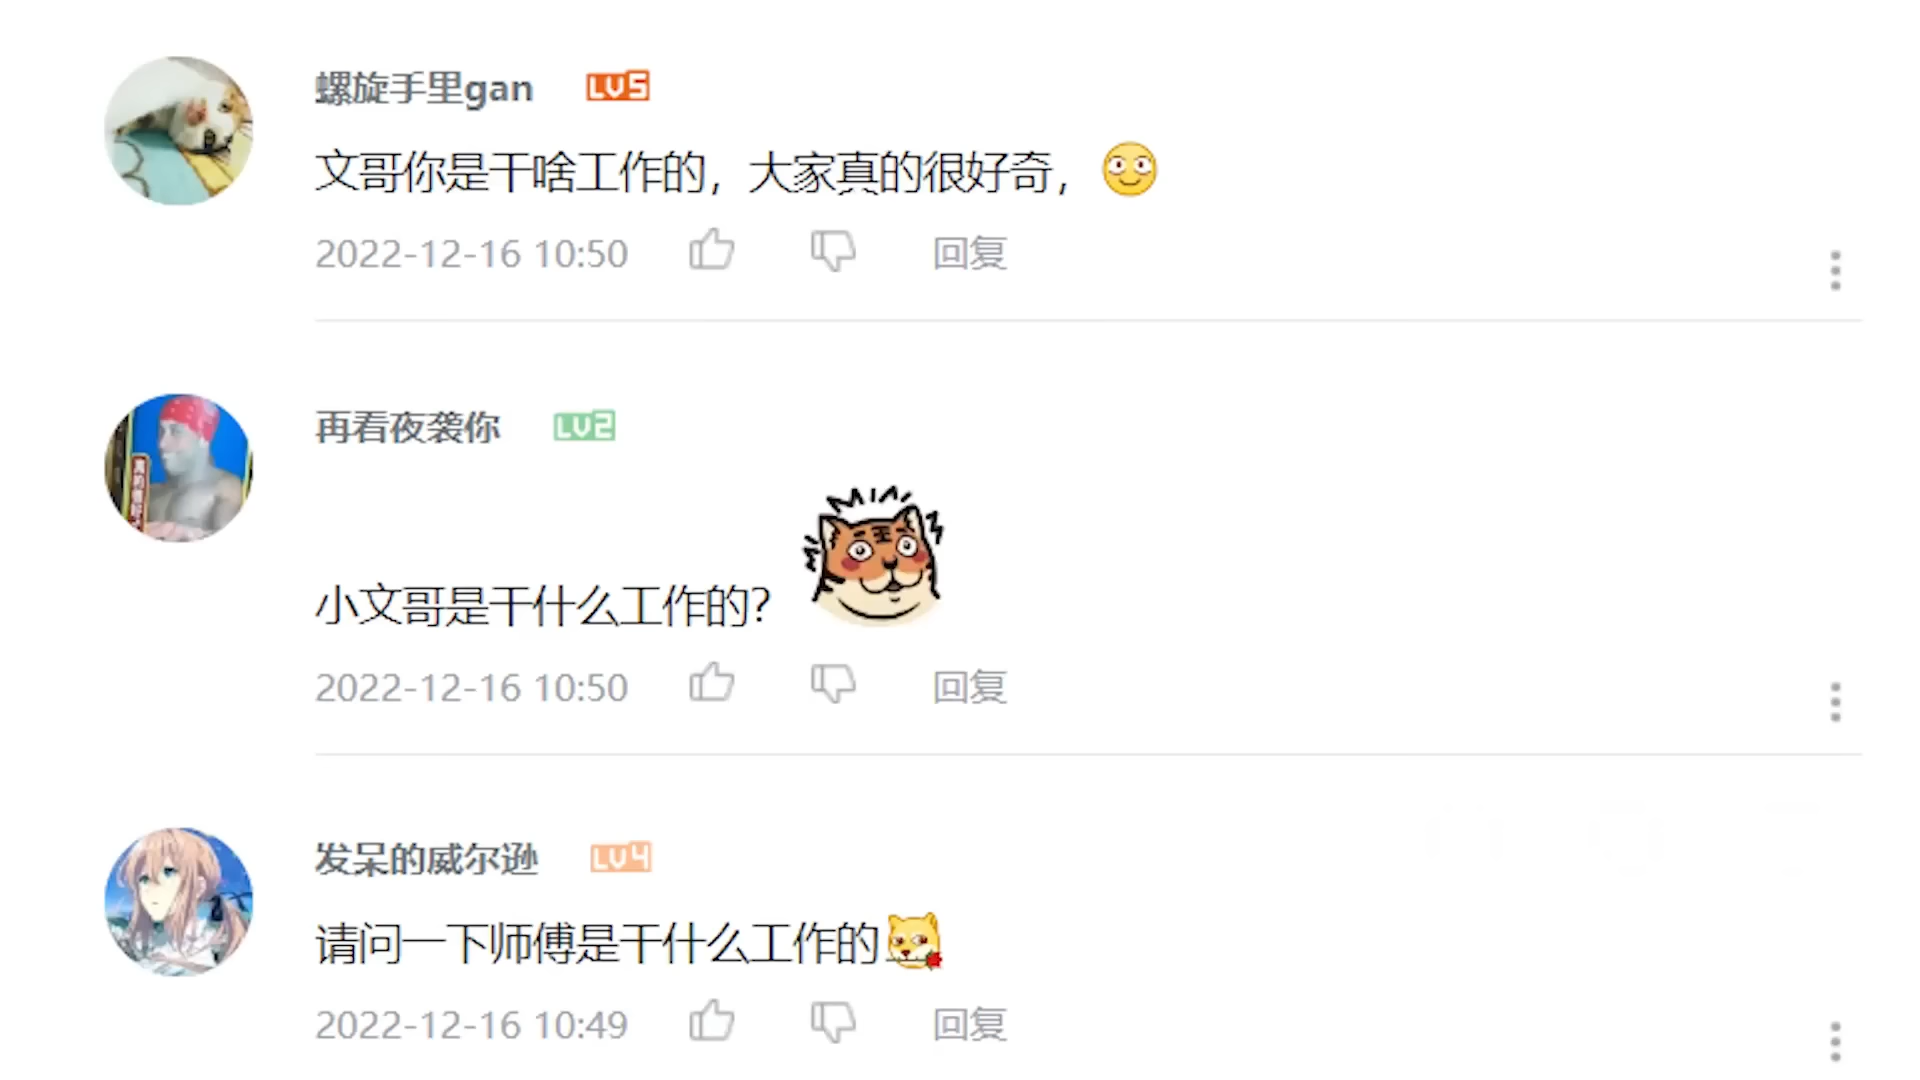 螺旋手里gan LV5
文哥你是干啥工作的，大家真的很好奇，
2022-12-16 10:50 回复
再看夜袭你 LV2
小文哥是干什么工作的？
2022-12-16 10:50 回复
发呆的威尔逊 LV4
请问一下师傅是干什么工作的
2022-12-16 10:49 回复